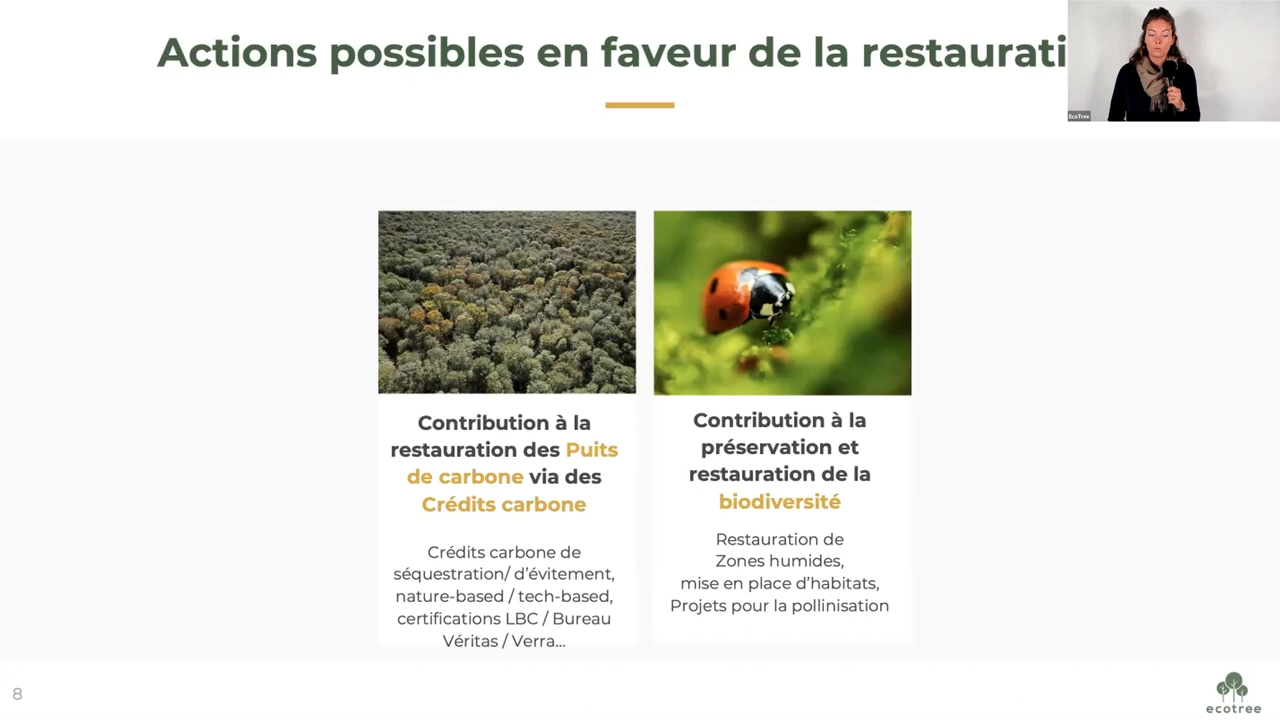 Actions possibles en faveur de la restaurati
EcoTree
Contribution à la
restauration des Puits
de carbone via des
Crédits carbone
Crédits carbone de
séquestration/ d’évitement,
nature-based / tech-based,
certifications LBC / Bureau
Véritas / Verra...
Contribution à la
préservation et
restauration de la
biodiversité
Restauration de
Zones humides,
mise en place d’habitats,
Projets pour la pollinisation
8
ecotree